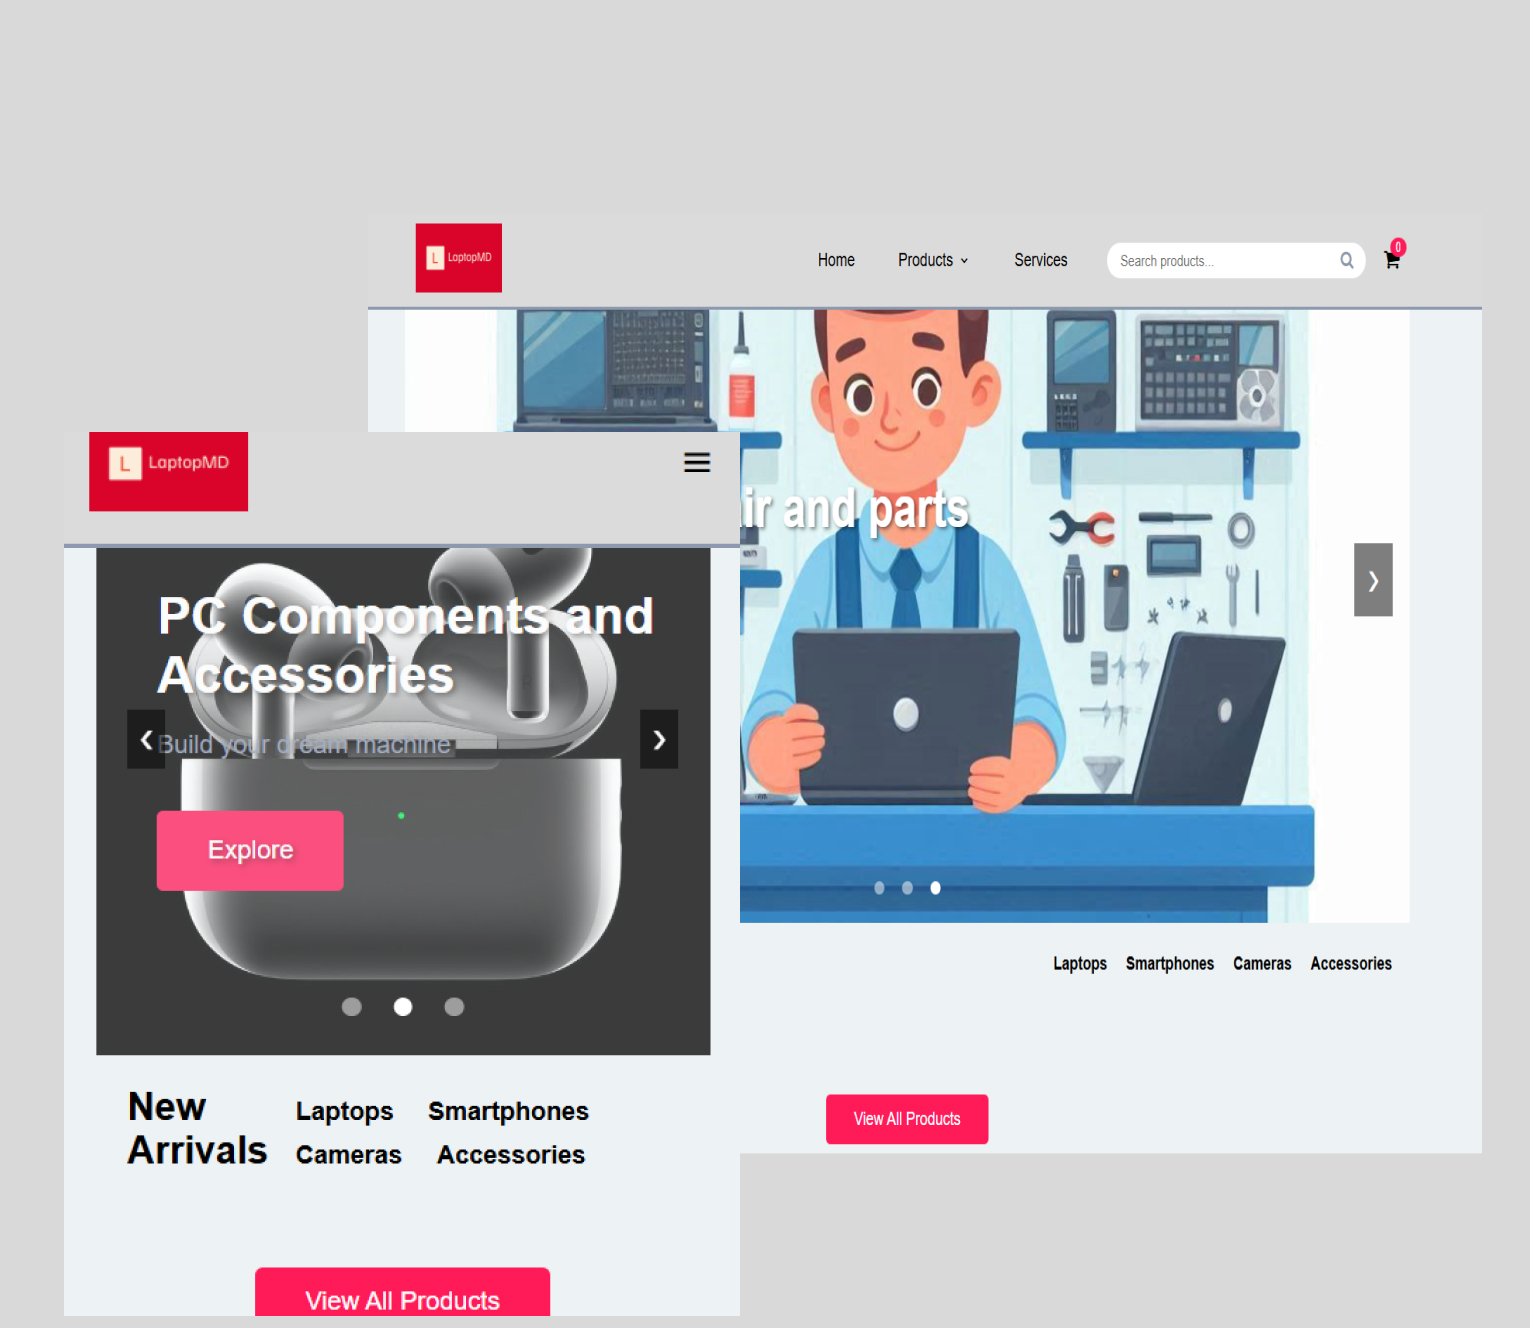 L LaptopMD
Home Products Services Search products... 0
ir and parts
Laptops Smartphones Cameras Accessories
View All Products
L LaptopMD
PC Components and
Accessories
Build your dream machine
Explore
New
Arrivals
Laptops Smartphones
Cameras Accessories
View All Products